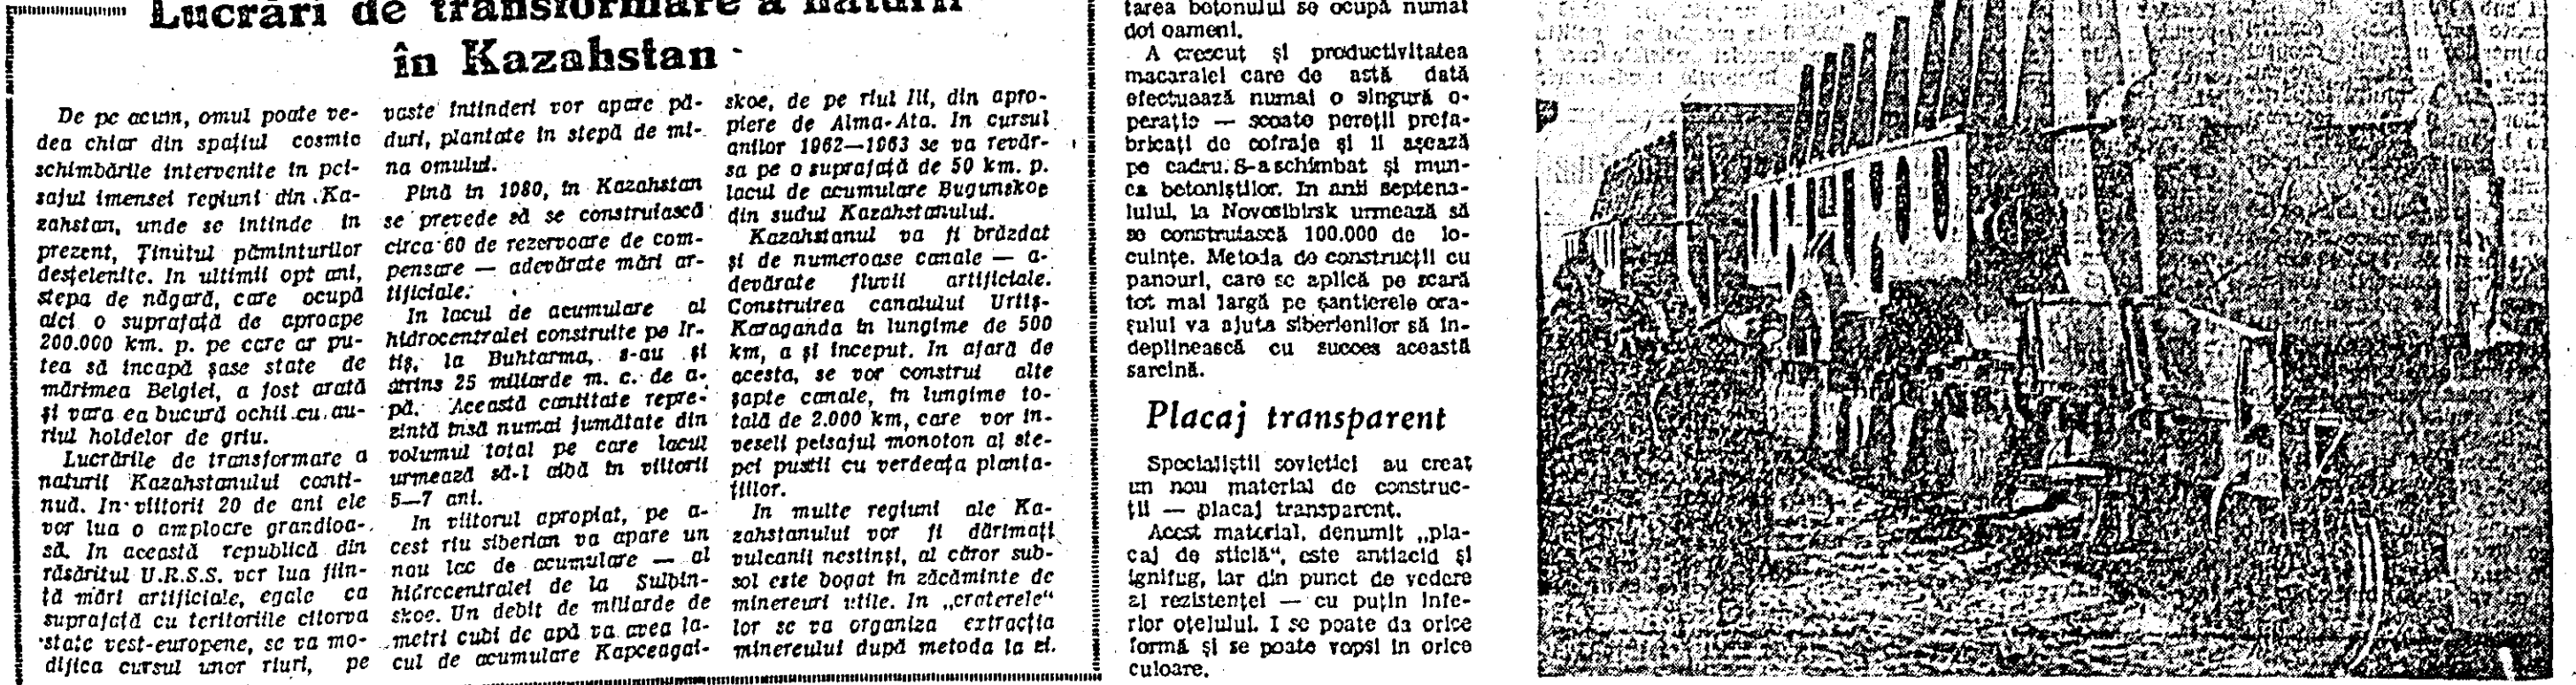 Lucrări de transformare a naturii
în Kazahstan
De pe acum, omul poate ve-
dea chiar din spațiul cosmic
schimbările intervenite în pei-
sajul imensei regiuni din Ka-
zahstan, unde se întinde în
prezent, Ținutul pămînturilor
desțelenite. In ultimii opt ani,
stepa de năgară, care ocupă
aici o suprafață de aproape
200.000 km. p. pe care ar pu-
tea să încapă șase state de
mărimea Belgiei, a fost arată
și vara ea bucură ochii cu au-
riul holdelor de grîu.
Lucrările de transformare a
naturii Kazahstanului conti-
nuă. In viitorii 20 de ani ele
vor lua o amploare grandioa-
să. In această republică din
răsăritul U.R.S.S. vor lua fiin-
ță mări artificiale, egale ca
suprafață cu teritoriile cîtorva
state vest-europene, se va mo-
difica cursul unor rîuri, pe
vaste întinderi vor apare pă-
duri, plantate în stepă de mî-
na omului.
Pînă în 1980, în Kazahstan
se prevede să se construiască
circa 60 de rezervoare de com-
pensare — adevărate mări ar-
tificiale.
In lacul de acumulare al
hidrocentralei construite pe Ir-
tîș, la Buhtarma, s-au și
strîns 25 miliarde m. c. de a-
pă. Această cantitate repre-
zintă însă numai jumătate din
volumul total pe care lacul
urmează să-l aibă în viitorii
5—7 ani.
In viitorul apropiat, pe a-
cest rîu siberian va apare un
nou lac de acumulare — al
hidrocentralei de la Sulbin-
skoe. Un debit de miliarde de
metri cubi de apă va avea la-
cul de acumulare Kapceagai-
skoe, de pe rîul Ili, din apro-
piere de Alma-Ata. In cursul
anilor 1962—1963 se va revăr-
sa pe o suprafață de 50 km. p.
lacul de acumulare Bugunskoe
din sudul Kazahstanului.
Kazahstanul va fi brăzdat
și de numeroase canale — a-
devărate fluvii artificiale.
Construirea canalului Urtîș-
Karaganda în lungime de 500
km, a și început. In afară de
acesta, se vor construi alte
șapte canale, în lungime to-
tală de 2.000 km, care vor în-
veseli peisajul monoton al ste-
pei pustii cu verdeața planta-
țiilor.
In multe regiuni ale Ka-
zahstanului vor fi dărîmați
vulcanii nestinși, al căror sub-
sol este bogat în zăcăminte de
minereuri utile. In „craterele“
lor se va organiza extracția
minereului după metoda la zi.
tarea betonului se ocupă numai
doi oameni.
A crescut și productivitatea
macaralei care de astă dată
efectuează numai o singură o-
perație — scoate pereții prefa-
bricați de cofraje și îi așează
pe cadru. S-a schimbat și mun-
ca betoniștilor. In anii septena-
lului, la Novosibirsk urmează să
se construiască 100.000 de lo-
cuințe. Metoda de construcții cu
panouri, care se aplică pe scară
tot mai largă pe șantierele ora-
șului va ajuta siberienilor să în-
deplinească cu succes această
sarcină.
Placaj transparent
Specialiștii sovietici au creat
un nou material de construc-
ții — placaj transparent.
Acest material, denumit „pla-
caj de sticlă“, este antiacid și
ignifug, iar din punct de vedere
al rezistenței — cu puțin infe-
rior oțelului. I se poate da orice
formă și se poate vopsi în orice
culoare.